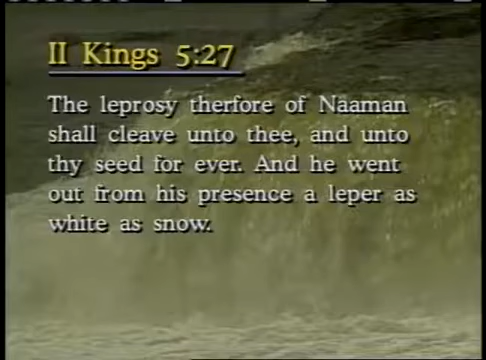 II Kings 5:27
The leprosy therfore of Naaman
shall cleave unto thee, and unto
thy seed for ever. And he went
out from his presence a leper as
white as snow.